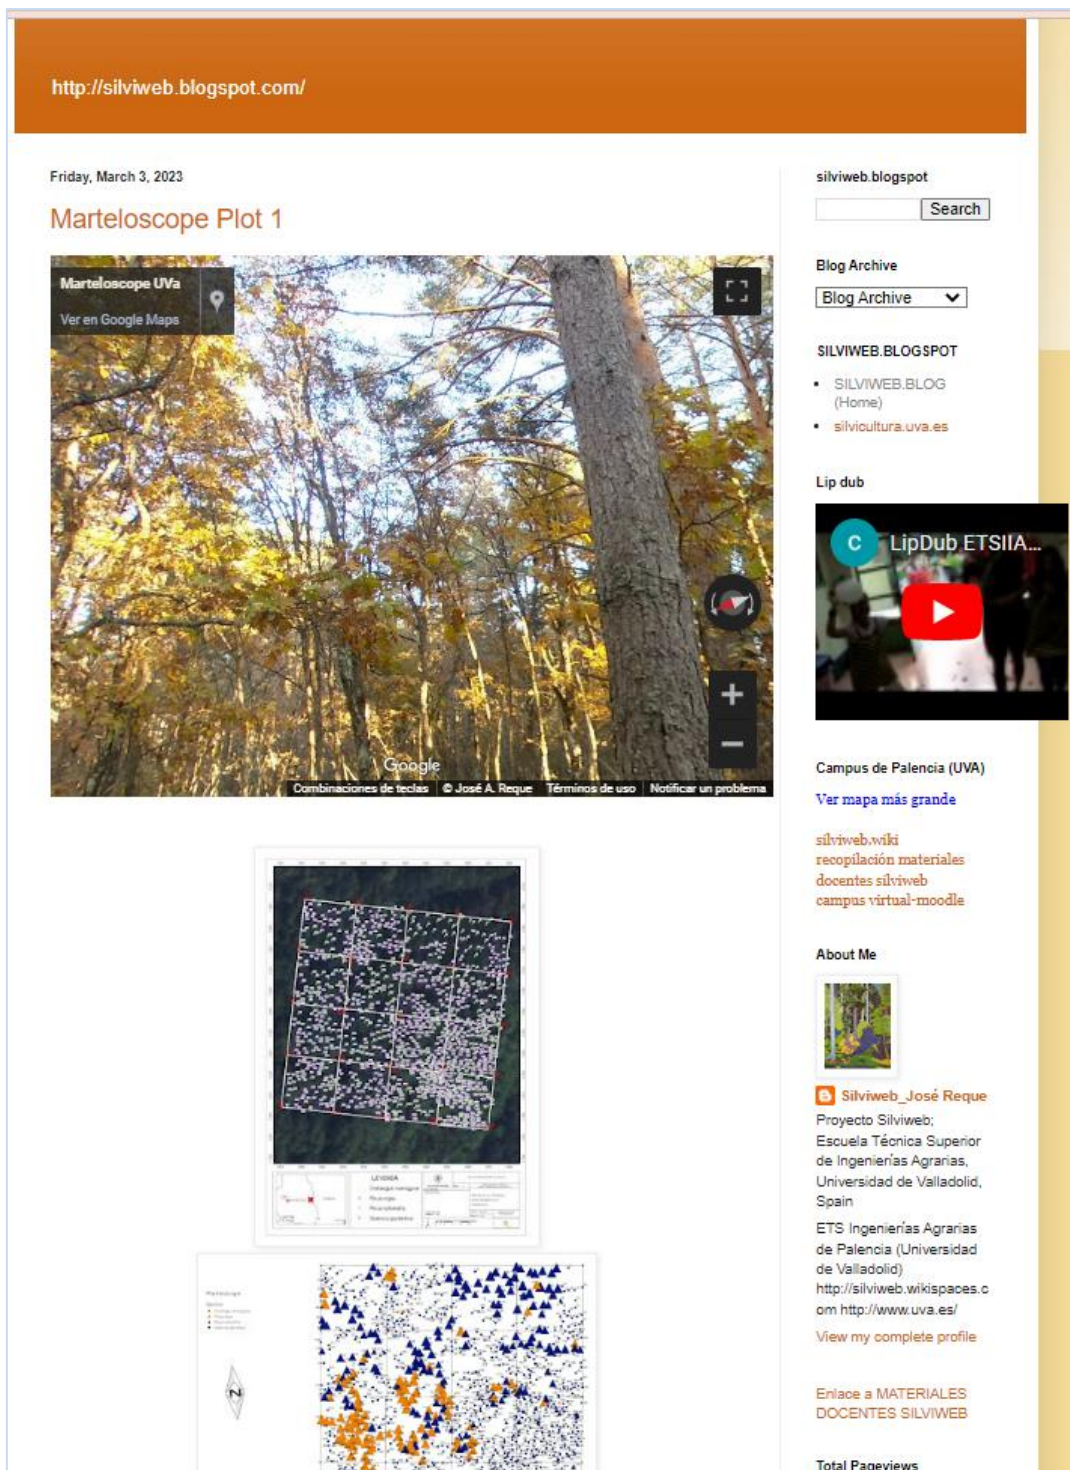 http://silviweb.blogspot.com/
Friday, March 3, 2023
Marteloscope Plot 1
Marteloscope UVa
Ver en Google Maps
Google
Combinaciones de teclas
© José A. Reque
Términos de uso
Notificar un problema
LEYENDA
Marteloscope
N
silviweb.blogspot
Search
Blog Archive
Blog Archive
SILVIWEB.BLOGSPOT
SILVIWEB.BLOG
(Home)
silvicultura.uva.es
Lip dub
C
LipDub ETSIIA...
Campus de Palencia (UVA)
Ver mapa más grande
silviweb.wiki
recopilación materiales
docentes silviweb
campus virtual-moodle
About Me
Silviweb_José Reque
Proyecto Silviweb;
Escuela Técnica Superior
de Ingenierías Agrarias,
Universidad de Valladolid,
Spain
ETS Ingenierías Agrarias
de Palencia (Universidad
de Valladolid)
http://silviweb.wikispaces.c
om http://www.uva.es/
View my complete profile
Enlace a MATERIALES
DOCENTES SILVIWEB
Total Pageviews